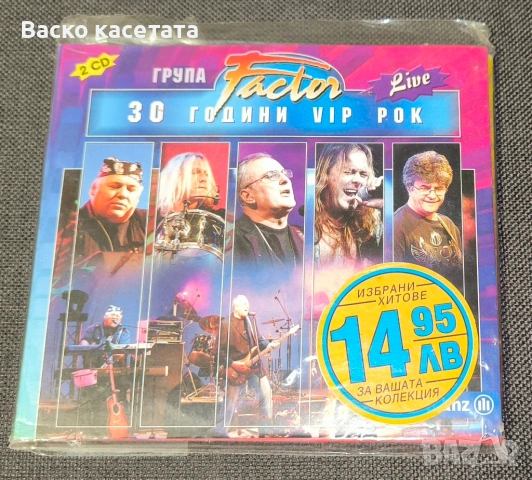 Васко касетата
2 CD
ГРУПА Factor Live
30 ГОДИНИ VIP РОК
ИЗБРАНИ
ХИТОВЕ
14 95
ЛВ
ЗА ВАШАТА
КОЛЕКЦИЯ
nz